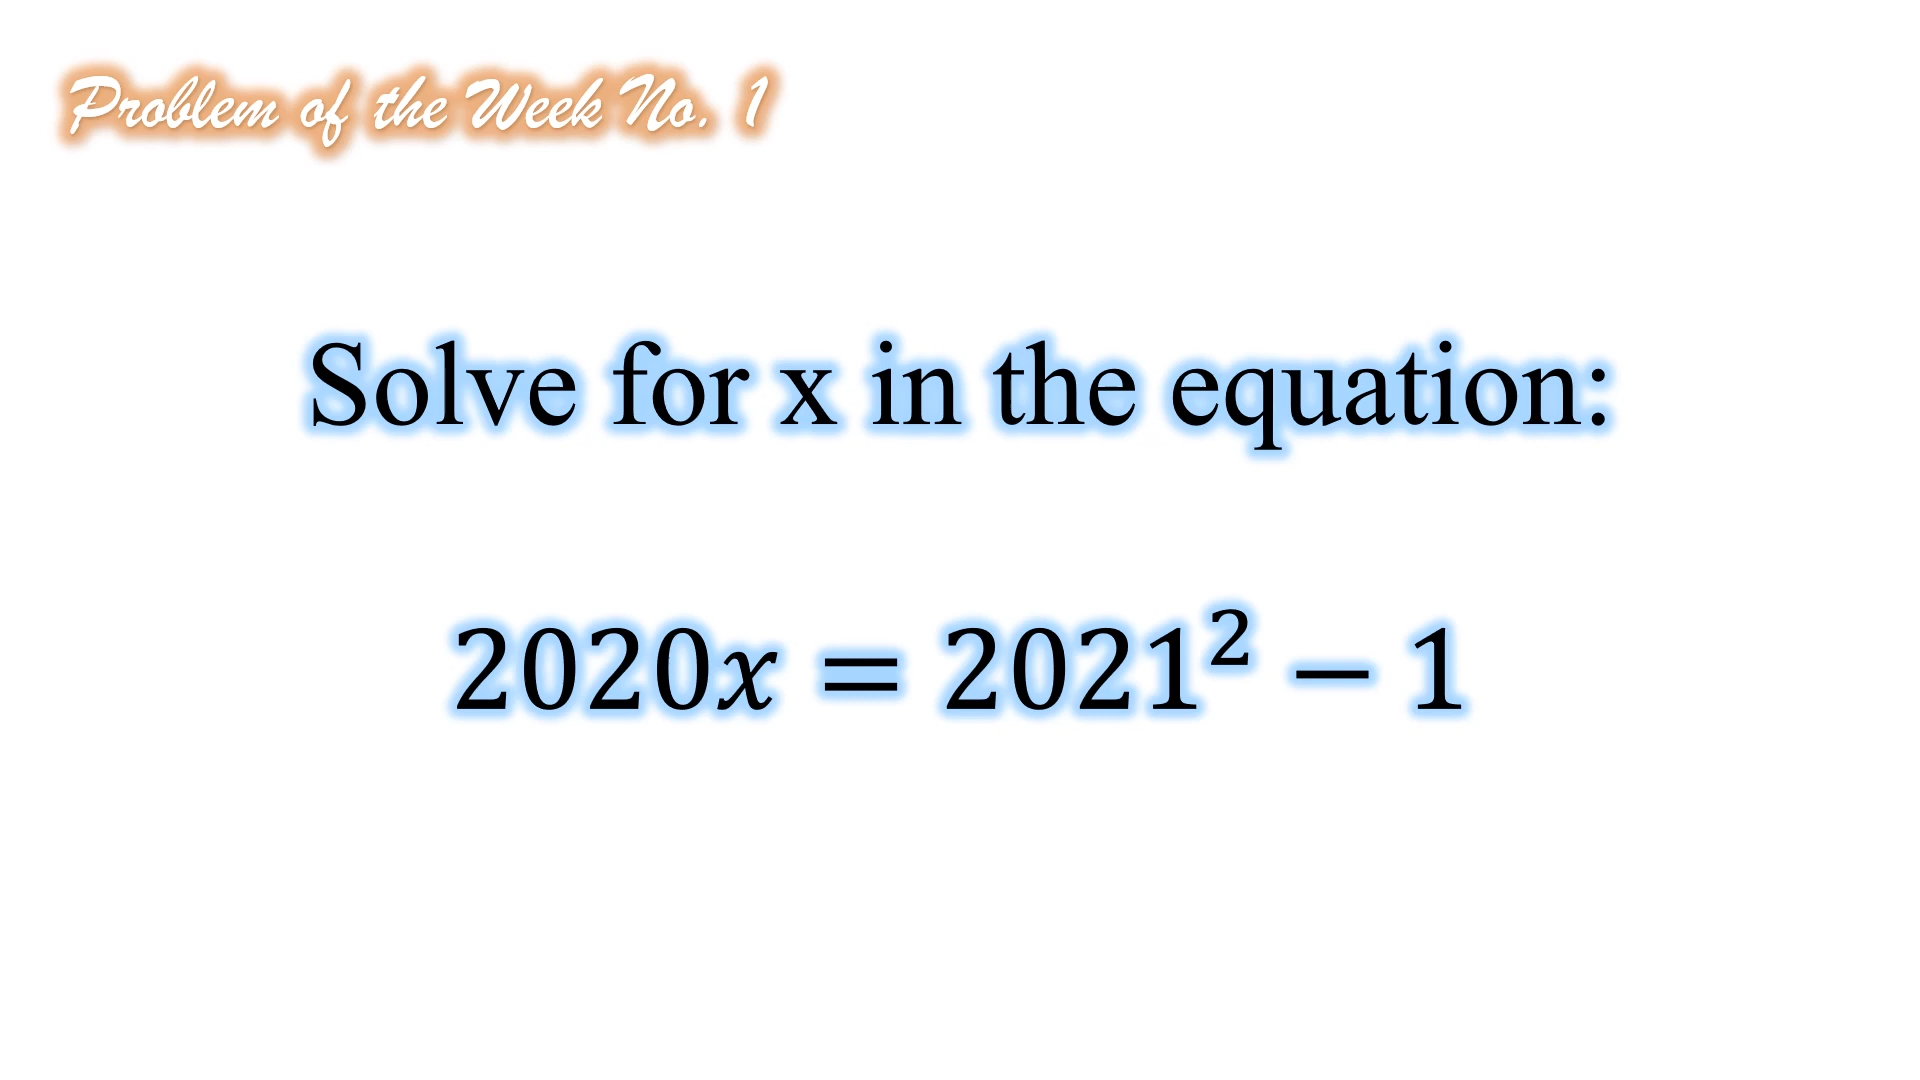 Problem of the Week No. 1
Solve for x in the equation:
2020x = 2021² − 1